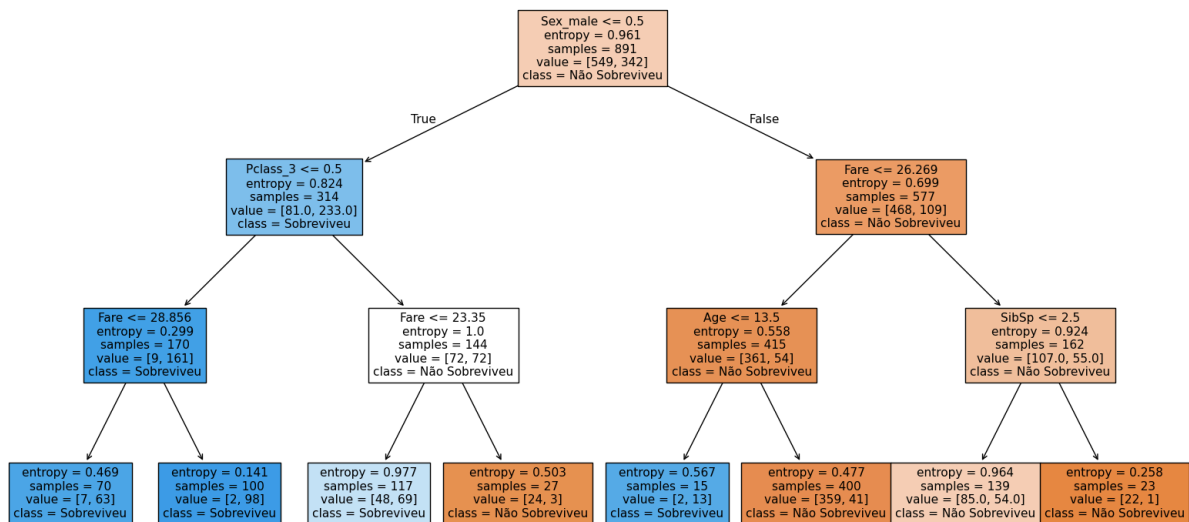 Sex_male <= 0.5
entropy = 0.961
samples = 891
value = [549, 342]
class = Não Sobreviveu
True
False
Pclass_3 <= 0.5
entropy = 0.824
samples = 314
value = [81.0, 233.0]
class = Sobreviveu
Fare <= 26.269
entropy = 0.699
samples = 577
value = [468, 109]
class = Não Sobreviveu
Fare <= 28.856
entropy = 0.299
samples = 170
value = [9, 161]
class = Sobreviveu
Fare <= 23.35
entropy = 1.0
samples = 144
value = [72, 72]
class = Não Sobreviveu
Age <= 13.5
entropy = 0.558
samples = 415
value = [361, 54]
class = Não Sobreviveu
SibSp <= 2.5
entropy = 0.924
samples = 162
value = [107.0, 55.0]
class = Não Sobreviveu
entropy = 0.469
samples = 70
value = [7, 63]
class = Sobreviveu
entropy = 0.141
samples = 100
value = [2, 98]
class = Sobreviveu
entropy = 0.977
samples = 117
value = [48, 69]
class = Sobreviveu
entropy = 0.503
samples = 27
value = [24, 3]
class = Não Sobreviveu
entropy = 0.567
samples = 15
value = [2, 13]
class = Sobreviveu
entropy = 0.477
samples = 400
value = [359, 41]
class = Não Sobreviveu
entropy = 0.964
samples = 139
value = [85.0, 54.0]
class = Não Sobreviveu
entropy = 0.258
samples = 23
value = [22, 1]
class = Não Sobreviveu